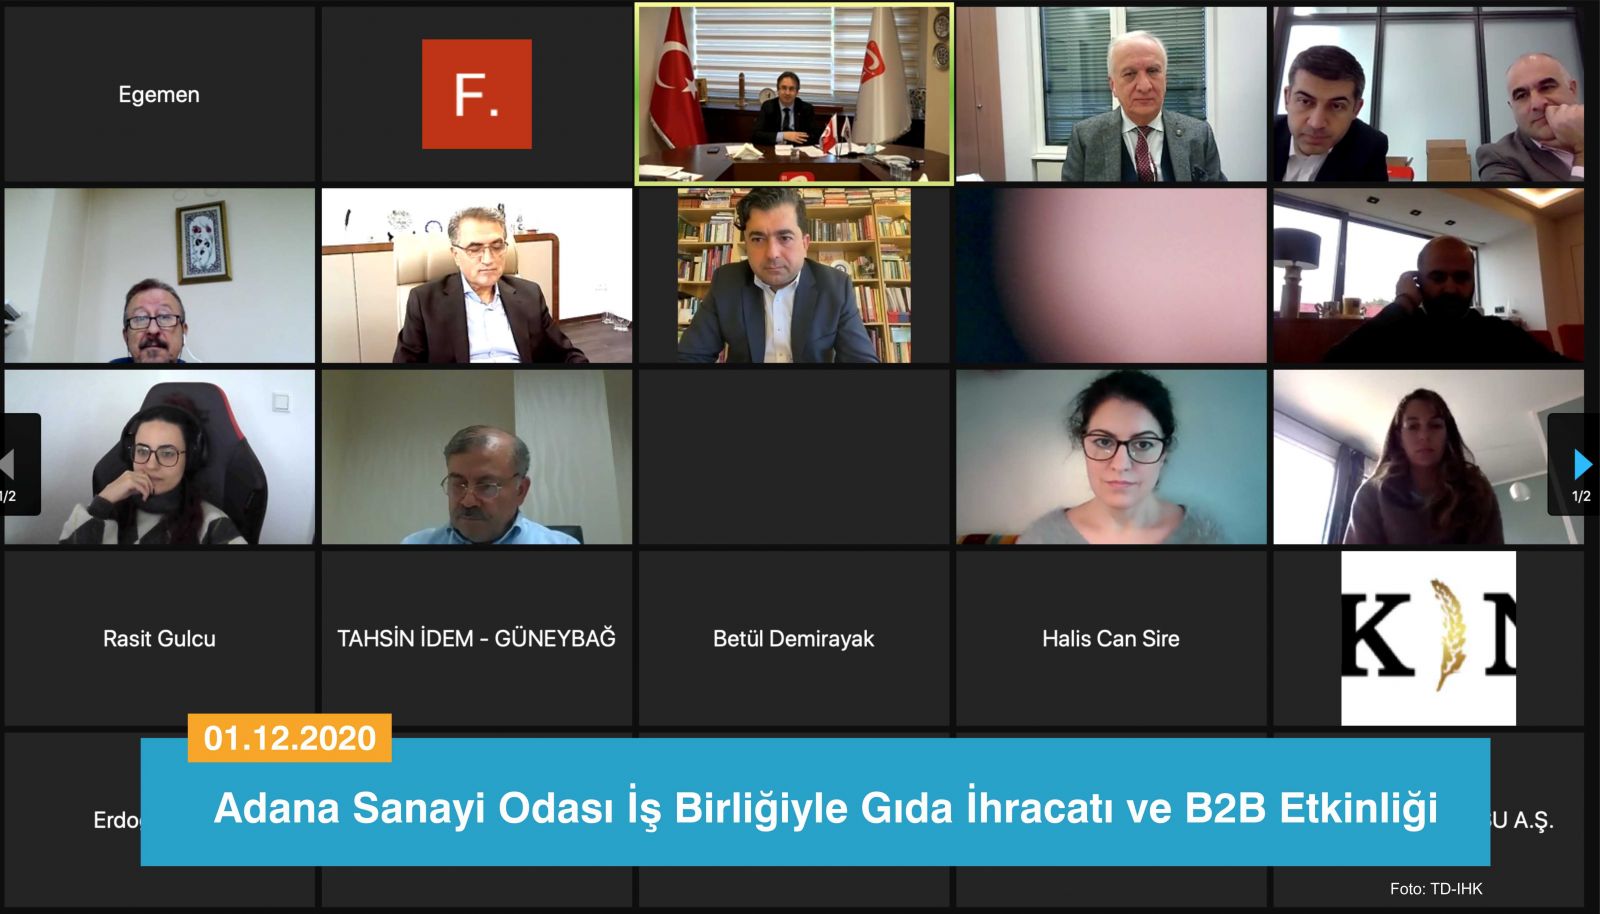 Egemen
F.
1/2
1/2
Rasit Gulcu
TAHSİN İDEM - GÜNEYBAĞ
Betül Demirayak
Halis Can Sire
K N
01.12.2020
Adana Sanayi Odası İş Birliğiyle Gıda İhracatı ve B2B Etkinliği
A.Ş.
Foto: TD-IHK